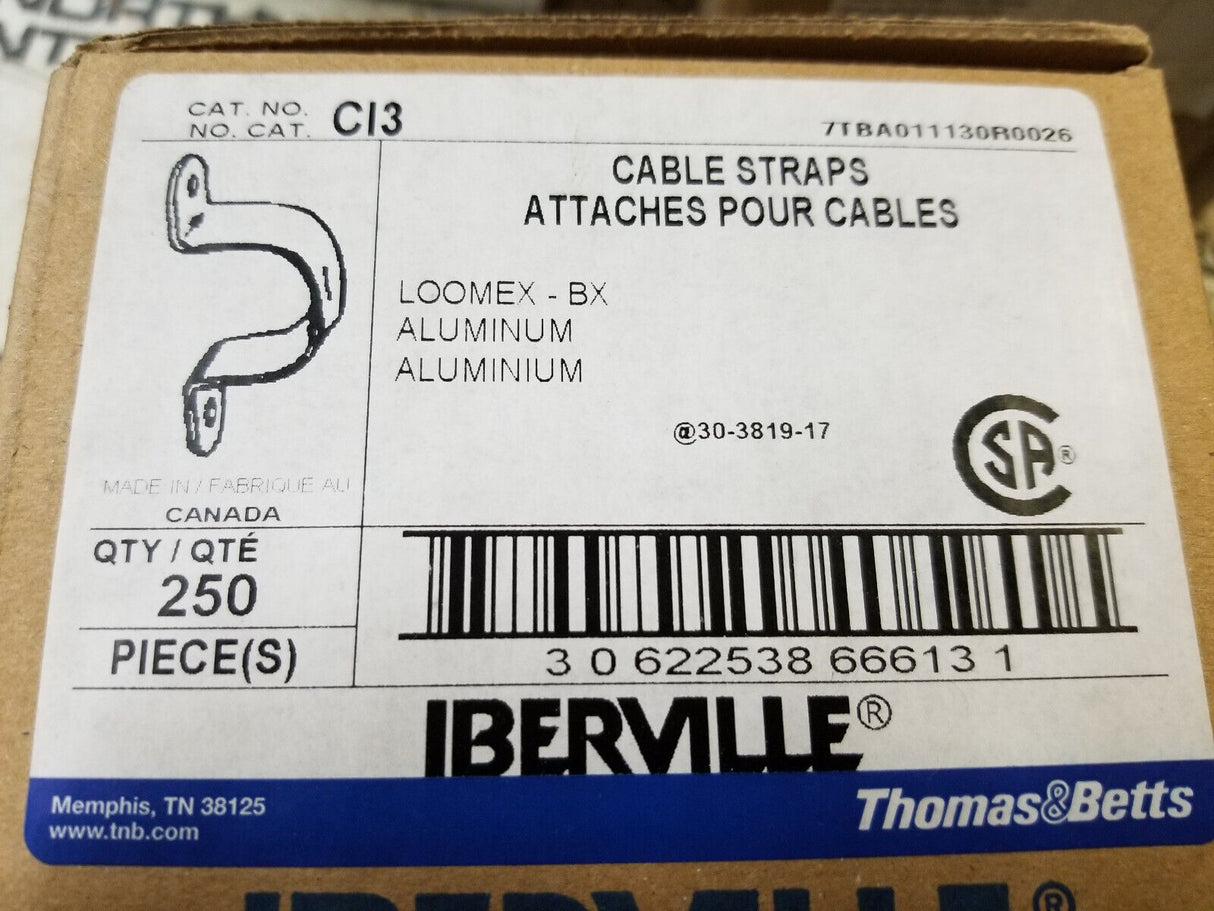 CAT. NO.
NO. CAT. CI3
7TBA011130R0026
CABLE STRAPS
ATTACHES POUR CABLES
LOOMEX - BX
ALUMINUM
ALUMINIUM
@30-3819-17
CSA®
MADE IN / FABRIQUE AU
CANADA
QTY / QTÉ
250
PIECE(S)
3 0 622538 66613 1
IBERVILLE®
Memphis, TN 38125
www.tnb.com
Thomas&Betts
IBERVILLE®